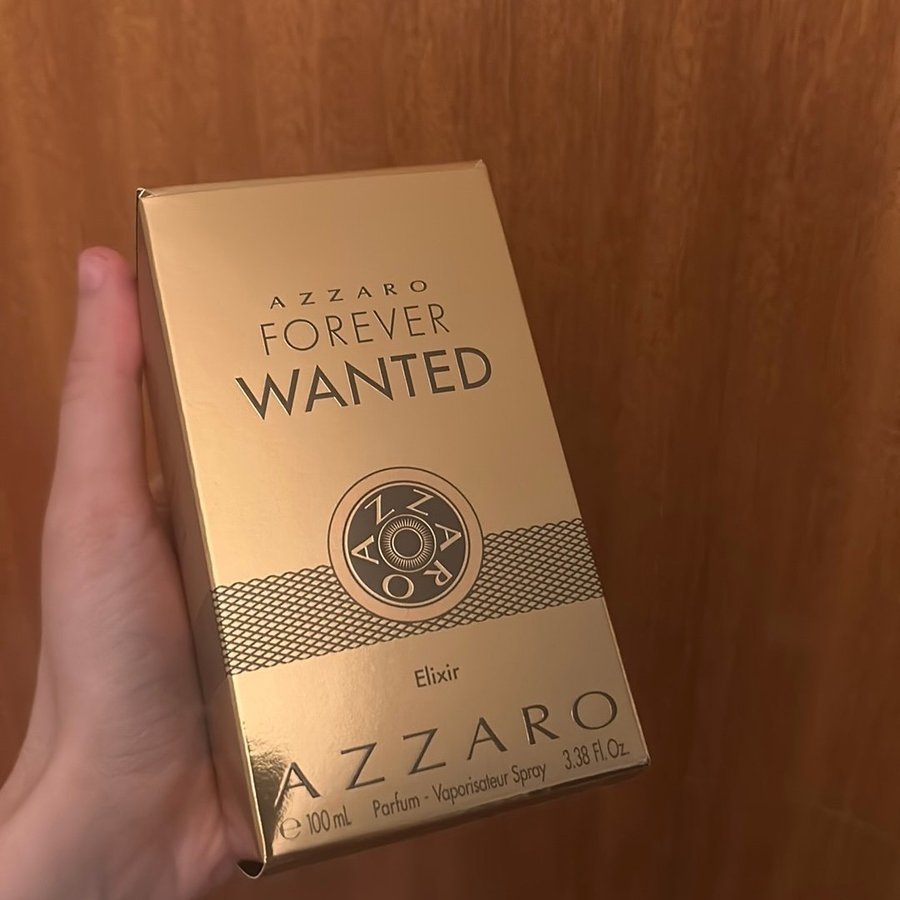 AZZARO
FOREVER
WANTED
AZZARO
Elixir
AZZARO
e 100 mL Parfum - Vaporisateur Spray 3.38 Fl. Oz.